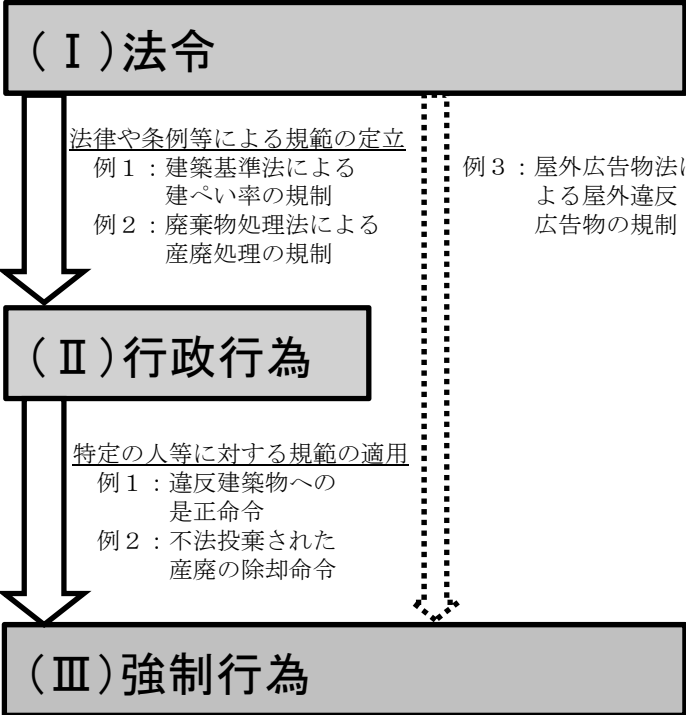 (Ⅰ)法令
法律や条例等による規範の定立
例1：建築基準法による
建ぺい率の規制
例2：廃棄物処理法による
産廃処理の規制
例3：屋外広告物法に
よる屋外違反
広告物の規制
(Ⅱ)行政行為
特定の人等に対する規範の適用
例1：違反建築物への
是正命令
例2：不法投棄された
産廃の除却命令
(Ⅲ)強制行為